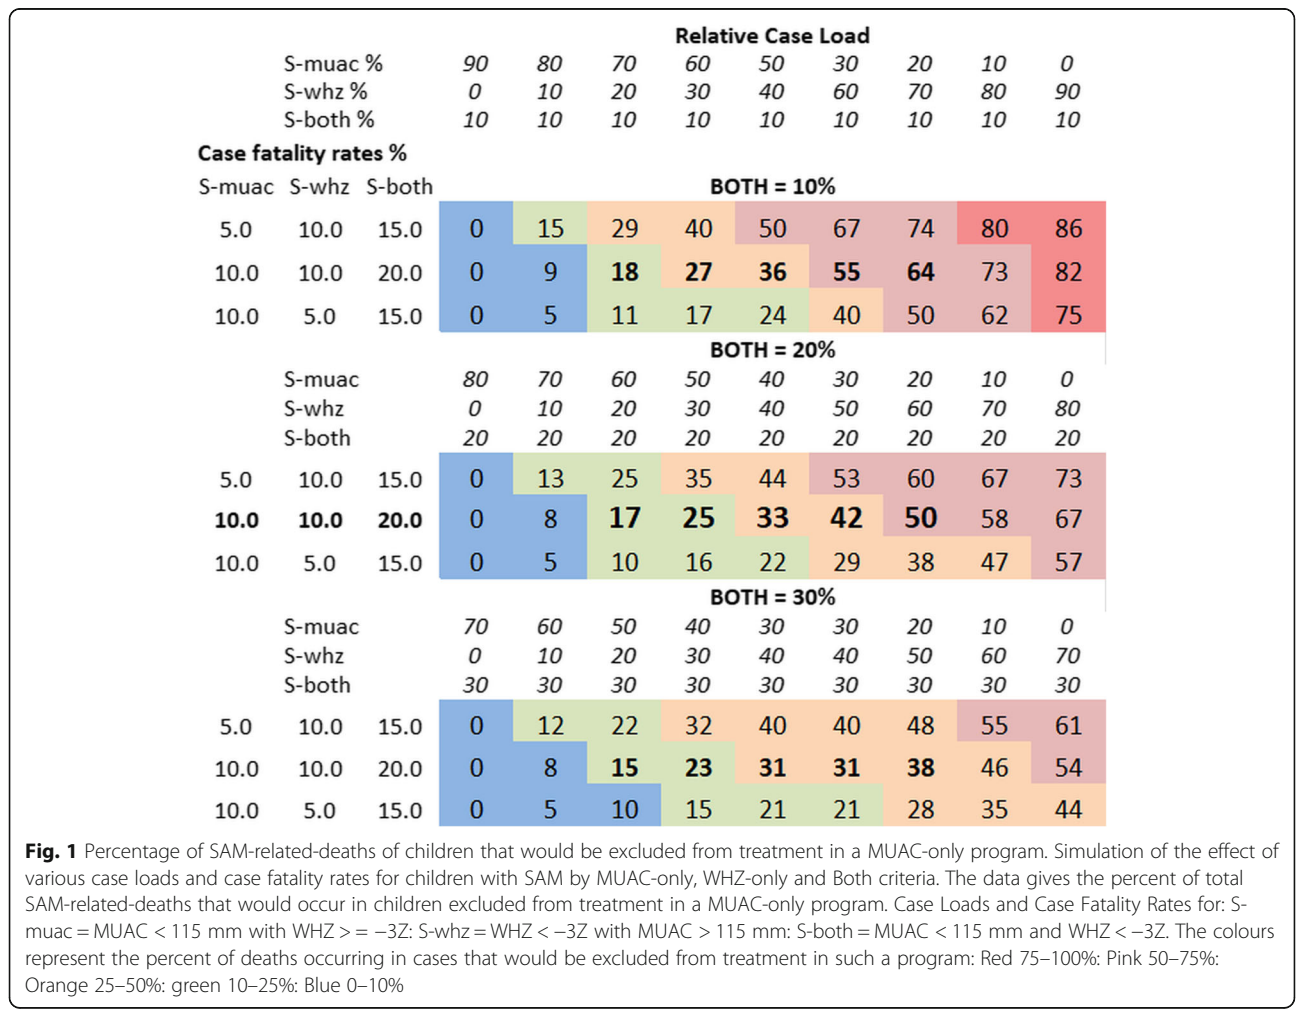 Relative Case Load
S-muac % 90 80 70 60 50 30 20 10 0
S-whz % 0 10 20 30 40 60 70 80 90
S-both % 10 10 10 10 10 10 10 10 10
Case fatality rates %
S-muac S-whz S-both BOTH = 10%
5.0 10.0 15.0 0 15 29 40 50 67 74 80 86
10.0 10.0 20.0 0 9 18 27 36 55 64 73 82
10.0 5.0 15.0 0 5 11 17 24 40 50 62 75
BOTH = 20%
S-muac 80 70 60 50 40 30 20 10 0
S-whz 0 10 20 30 40 50 60 70 80
S-both 20 20 20 20 20 20 20 20 20
5.0 10.0 15.0 0 13 25 35 44 53 60 67 73
10.0 10.0 20.0 0 8 17 25 33 42 50 58 67
10.0 5.0 15.0 0 5 10 16 22 29 38 47 57
BOTH = 30%
S-muac 70 60 50 40 30 30 20 10 0
S-whz 0 10 20 30 40 40 50 60 70
S-both 30 30 30 30 30 30 30 30 30
5.0 10.0 15.0 0 12 22 32 40 40 48 55 61
10.0 10.0 20.0 0 8 15 23 31 31 38 46 54
10.0 5.0 15.0 0 5 10 15 21 21 28 35 44
Fig. 1 Percentage of SAM-related-deaths of children that would be excluded from treatment in a MUAC-only program. Simulation of the effect of
various case loads and case fatality rates for children with SAM by MUAC-only, WHZ-only and Both criteria. The data gives the percent of total
SAM-related-deaths that would occur in children excluded from treatment in a MUAC-only program. Case Loads and Case Fatality Rates for: S-
muac = MUAC < 115 mm with WHZ > = −3Z: S-whz = WHZ < −3Z with MUAC > 115 mm: S-both = MUAC < 115 mm and WHZ < −3Z. The colours
represent the percent of deaths occurring in cases that would be excluded from treatment in such a program: Red 75–100%: Pink 50–75%:
Orange 25–50%: green 10–25%: Blue 0–10%